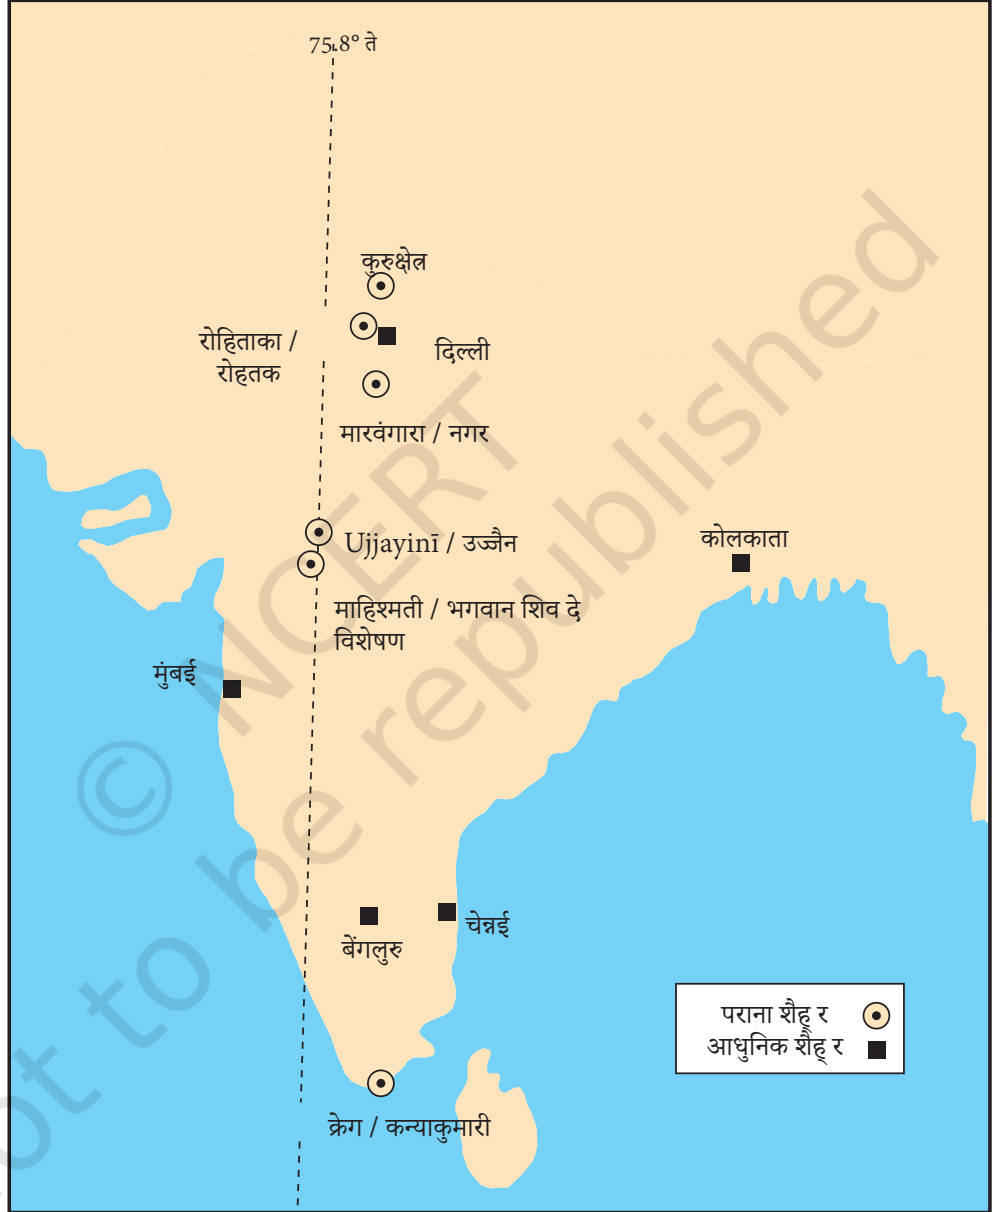 75.8° ते
कुरुक्षेत्र
रोहिताका /
रोहतक
दिल्ली
मारवंगारा / नगर
Ujjayinī / उज्जैन
कोलकाता
माहिश्मती / भगवान शिव दे
विशेषण
मुंबई
चेन्नई
बेंगलुरु
पराना शैह् र
आधुनिक शैह् र
क्रेग / कन्याकुमारी
© NCERT
not to be republished